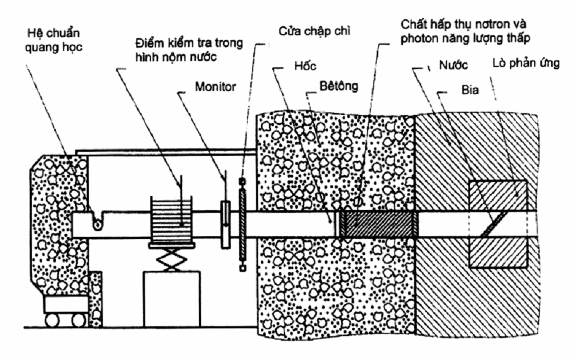 Hệ chuẩn
quang học
Điểm kiểm tra trong
hình nộm nước
Monitor
Cửa chập chì
Hốc
Bêtông
Chất hấp thụ nơtron và
photon năng lượng thấp
Nước
Bia
Lò phản ứng